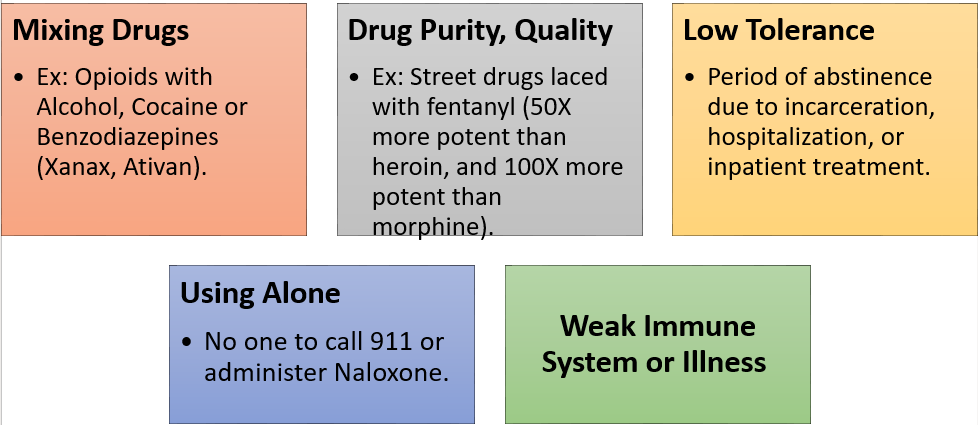 Mixing Drugs
• Ex: Opioids with
Alcohol, Cocaine or
Benzodiazepines
(Xanax, Ativan).
Drug Purity, Quality
• Ex: Street drugs laced
with fentanyl (50X
more potent than
heroin, and 100X more
potent than
morphine).
Low Tolerance
• Period of abstinence
due to incarceration,
hospitalization, or
inpatient treatment.
Using Alone
• No one to call 911 or
administer Naloxone.
Weak Immune
System or Illness